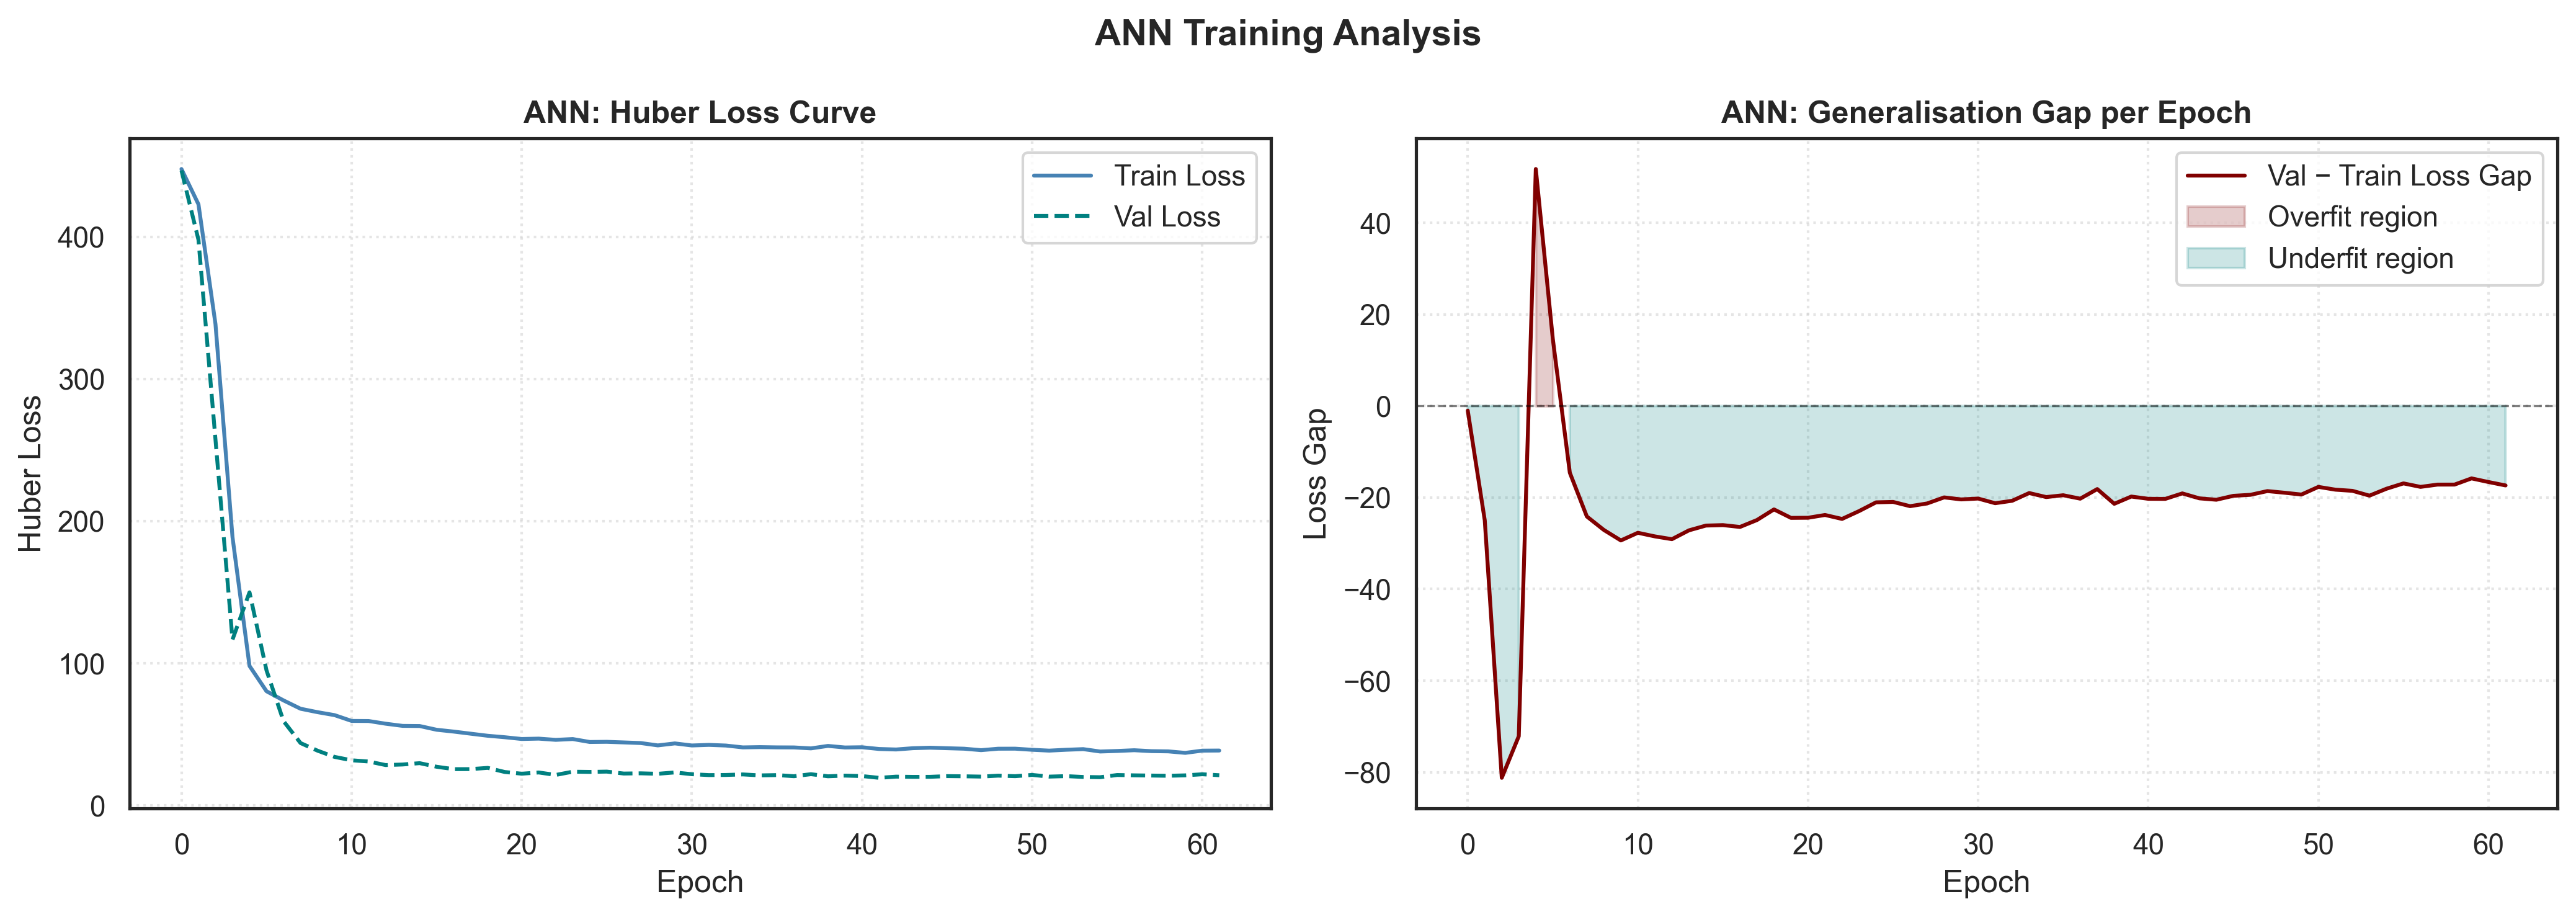 ANN Training Analysis
ANN: Huber Loss Curve
Huber Loss
400
300
200
100
0
0 10 20 30 40 50 60
Epoch
Train Loss
Val Loss
ANN: Generalisation Gap per Epoch
Loss Gap
40
20
0
−20
−40
−60
−80
0 10 20 30 40 50 60
Epoch
Val − Train Loss Gap
Overfit region
Underfit region